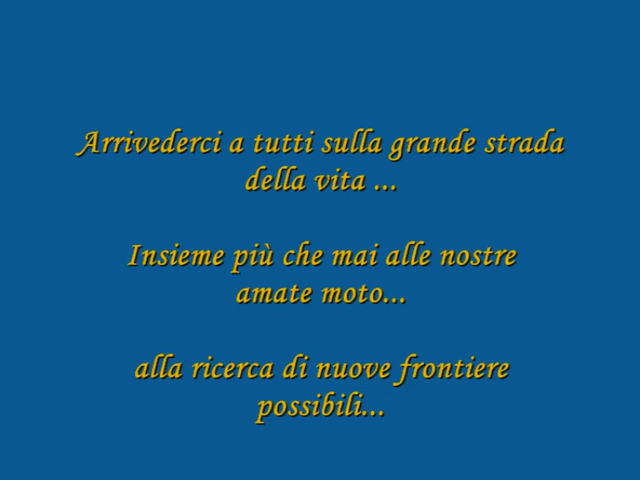 Arrivederci a tutti sulla grande strada
della vita ...
Insieme più che mai alle nostre
amate moto...
alla ricerca di nuove frontiere
possibili...